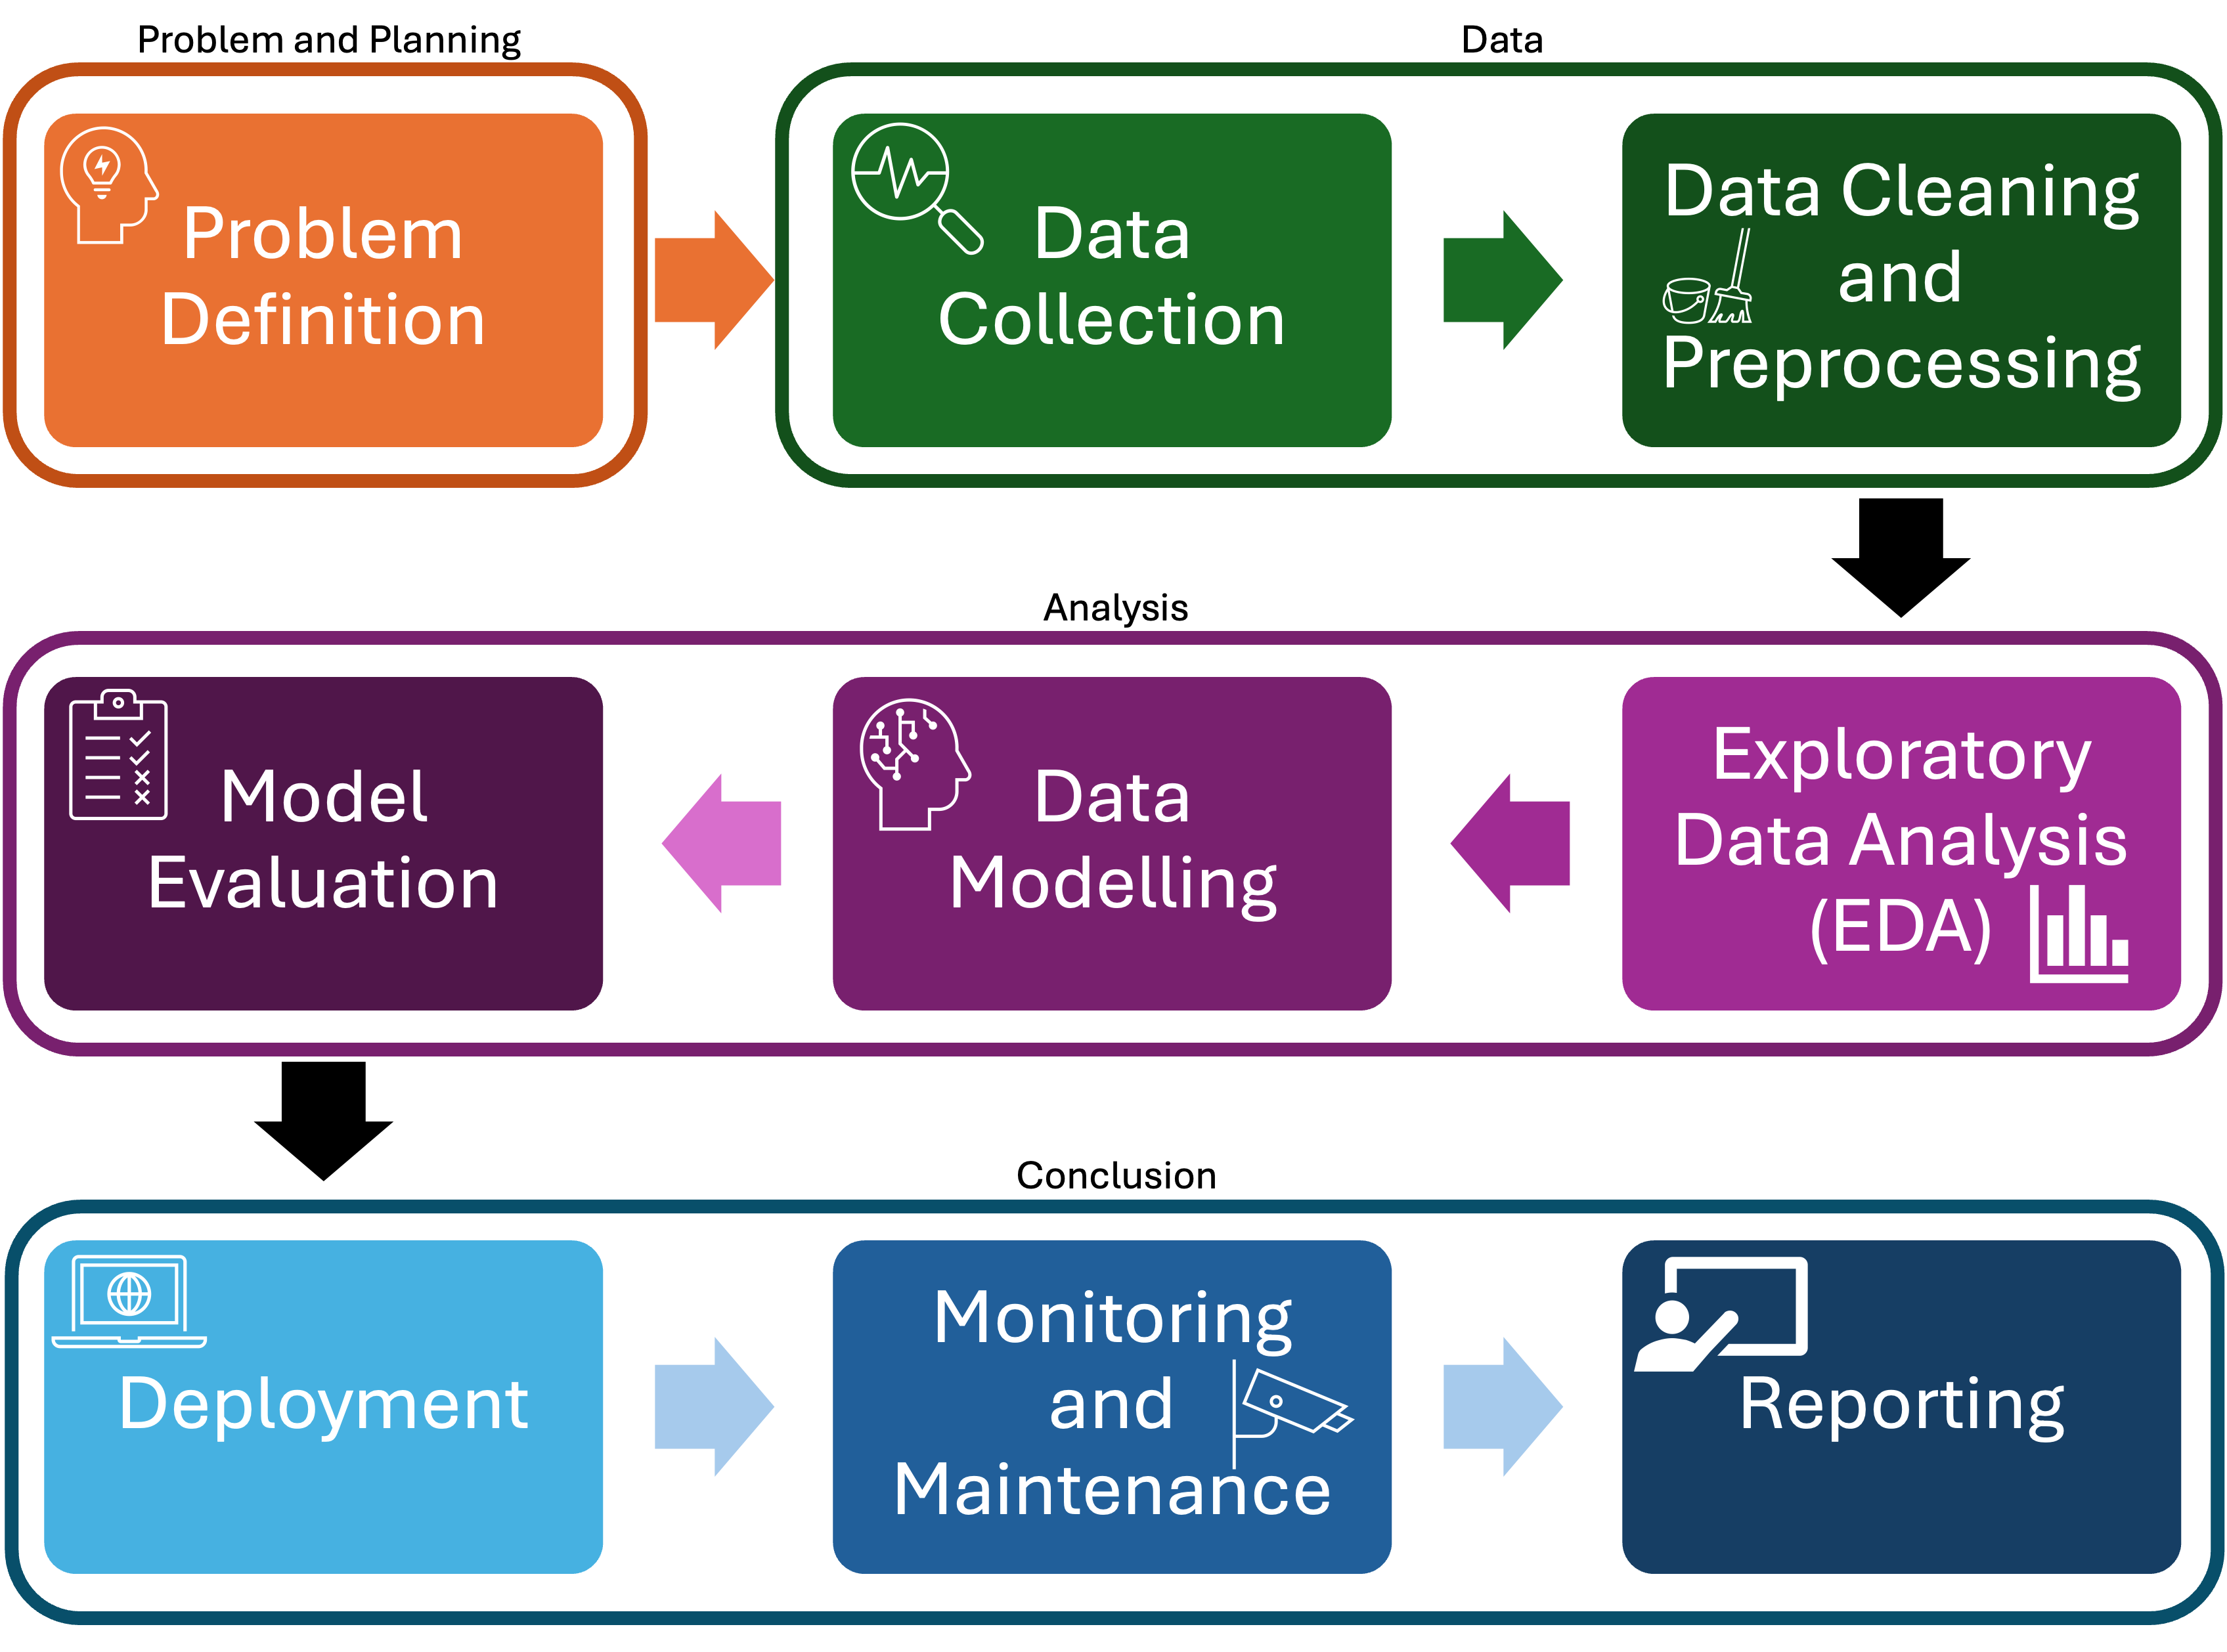 Problem and Planning
Data
Problem
Definition
Data
Collection
Data Cleaning
and
Preprocessing
Analysis
Model
Evaluation
Data
Modelling
Exploratory
Data Analysis
(EDA)
Conclusion
Deployment
Monitoring
and
Maintenance
Reporting